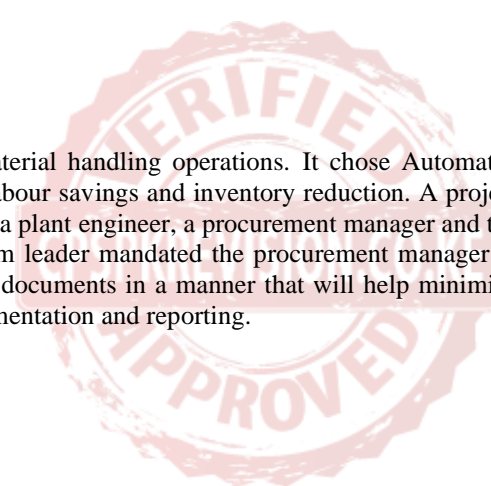 VERIFIED
aterial handling operations. It chose Automat
abour savings and inventory reduction. A proje
a plant engineer, a procurement manager and t
m leader mandated the procurement manager
documents in a manner that will help minimi
mentation and reporting.
APPROVED